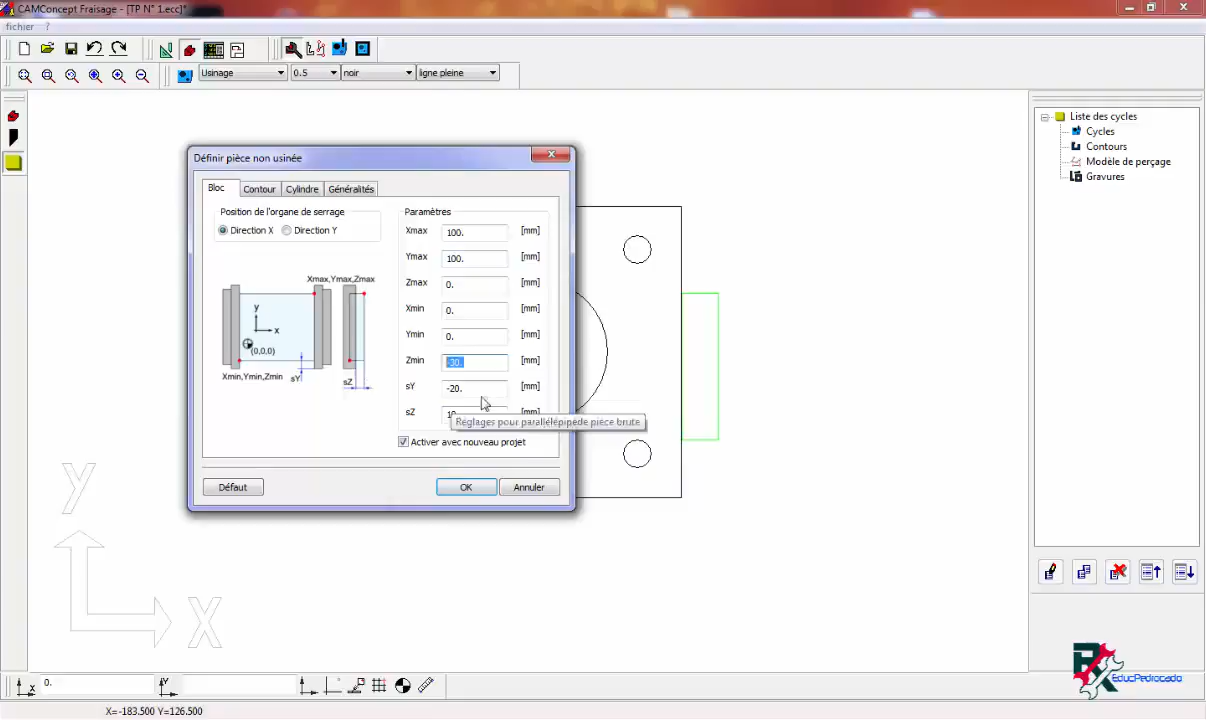 CAMConcept Fraisage - [TP N° 1.ecc]*
fichier ?
Usinage 0.5 noir ligne pleine
Définir pièce non usinée
Bloc Contour Cylindre Généralités
Position de l'organe de serrage
Direction X Direction Y
Xmax,Ymax,Zmax
y
x
(0,0,0)
Xmin,Ymin,Zmin sY sZ
Paramètres
Xmax 100. [mm]
Ymax 100. [mm]
Zmax 0. [mm]
Xmin 0. [mm]
Ymin 0. [mm]
Zmin -30. [mm]
sY -20. [mm]
sZ 10 [mm]
Réglages pour parallélépipède pièce brute
Activer avec nouveau projet
Défaut OK Annuler
Liste des cycles
Cycles
Contours
Modèle de perçage
Gravures
Y
X
EducPedrocado
X 0. Y
X=-183.500 Y=126.500